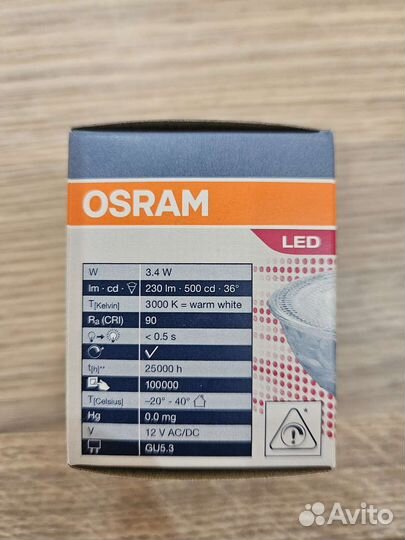 OSRAM
LED
W 3.4 W
lm · cd · 230 lm · 500 cd · 36°
T[Kelvin] 3000 K = warm white
Ra (CRI) 90
< 0.5 s
t[h]** 25000 h
100000
T[Celsius] –20° - 40°
Hg 0.0 mg
V 12 V AC/DC
GU5.3
*
Avito